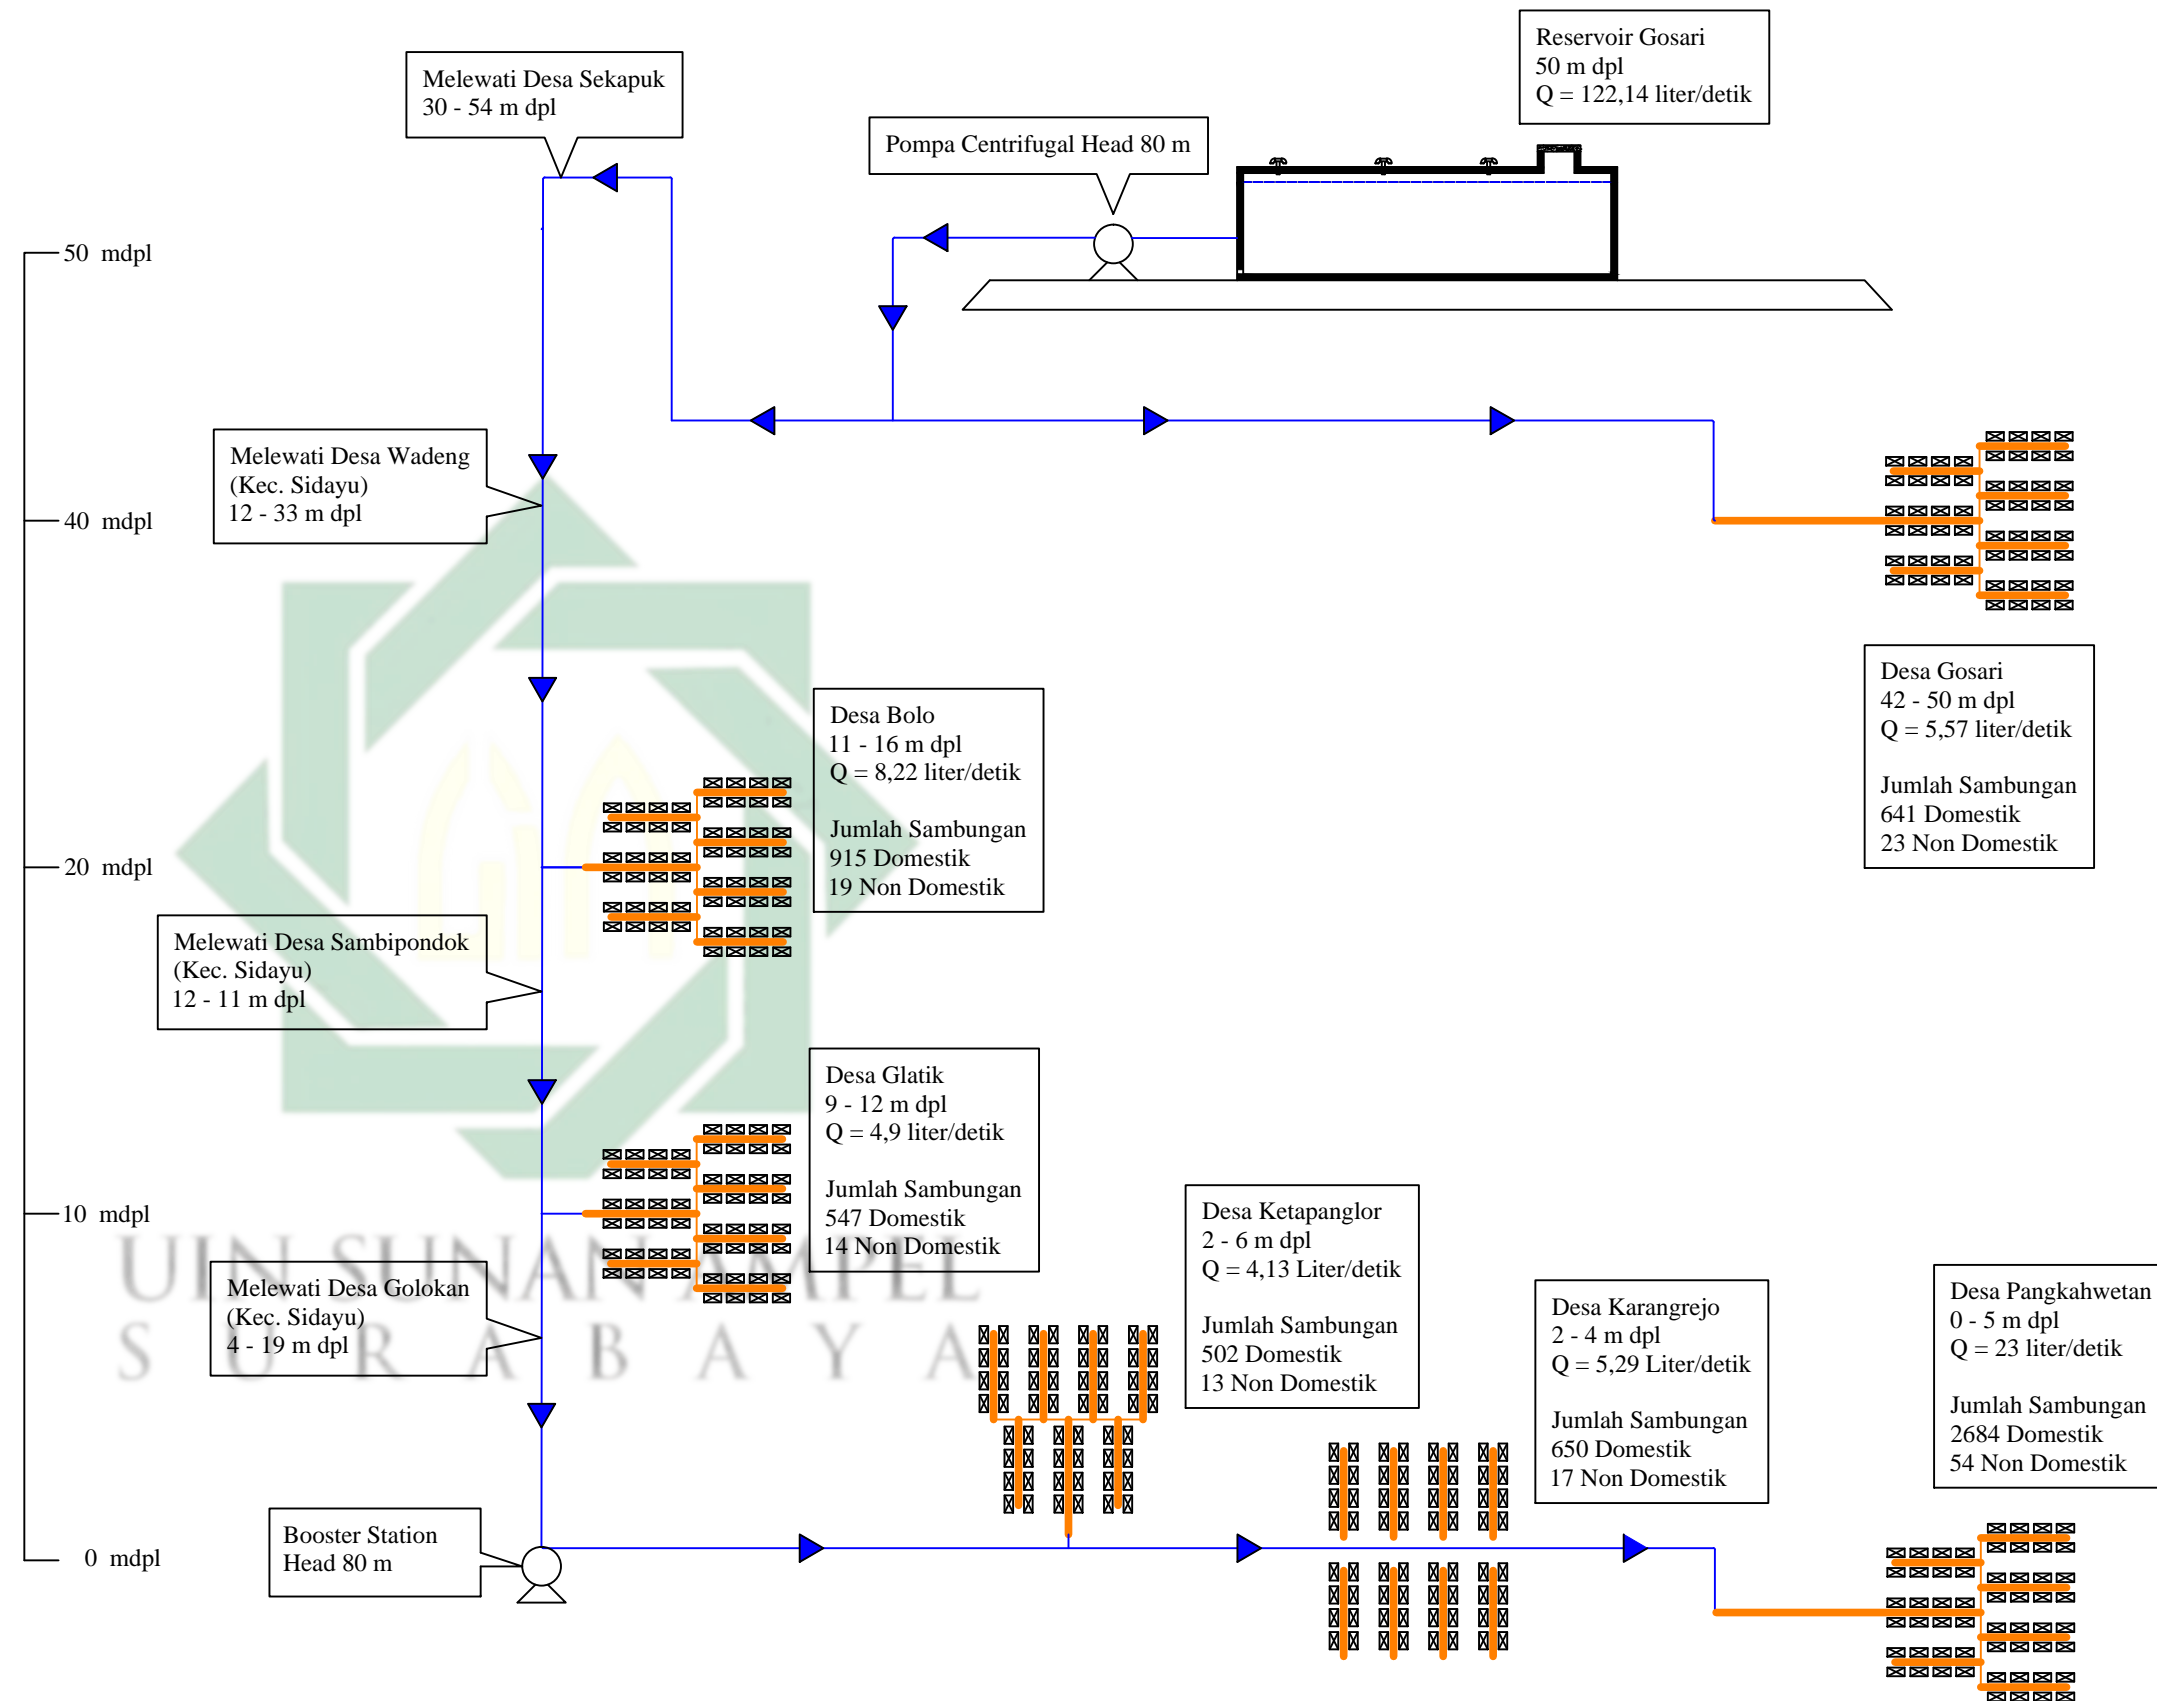 Reservoir Gosari
50 m dpl
Q = 122,14 liter/detik
Melewati Desa Sekapuk
30 - 54 m dpl
Pompa Centrifugal Head 80 m
50 mdpl
Melewati Desa Wadeng
(Kec. Sidayu)
12 - 33 m dpl
40 mdpl
Desa Gosari
42 - 50 m dpl
Q = 5,57 liter/detik
Jumlah Sambungan
641 Domestik
23 Non Domestik
Desa Bolo
11 - 16 m dpl
Q = 8,22 liter/detik
Jumlah Sambungan
915 Domestik
19 Non Domestik
20 mdpl
Melewati Desa Sambipondok
(Kec. Sidayu)
12 - 11 m dpl
Desa Glatik
9 - 12 m dpl
Q = 4,9 liter/detik
Jumlah Sambungan
547 Domestik
14 Non Domestik
10 mdpl
UIN SUNAN AMPEL
SURABAYA
Melewati Desa Golokan
(Kec. Sidayu)
4 - 19 m dpl
Desa Ketapanglor
2 - 6 m dpl
Q = 4,13 Liter/detik
Jumlah Sambungan
502 Domestik
13 Non Domestik
Desa Karangrejo
2 - 4 m dpl
Q = 5,29 Liter/detik
Jumlah Sambungan
650 Domestik
17 Non Domestik
Desa Pangkahwetan
0 - 5 m dpl
Q = 23 liter/detik
Jumlah Sambungan
2684 Domestik
54 Non Domestik
Booster Station
Head 80 m
0 mdpl